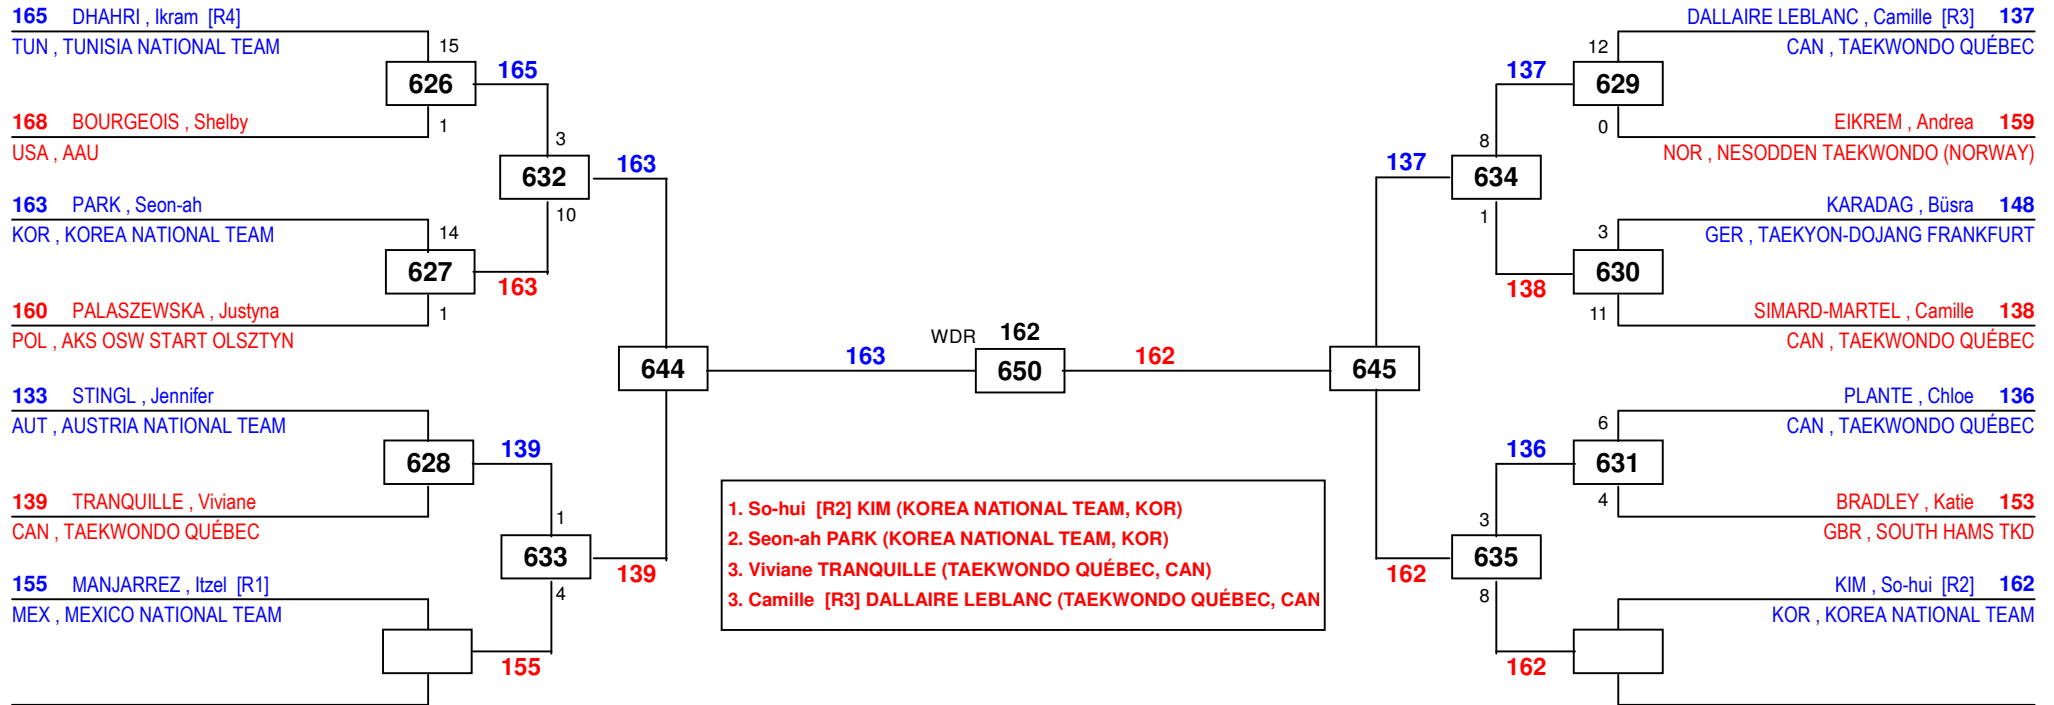 165 DHAHRI , Ikram [R4]
TUN , TUNISIA NATIONAL TEAM
15
626
165
168 BOURGEOIS , Shelby
1
USA , AAU
3
632
163
163 PARK , Seon-ah
10
KOR , KOREA NATIONAL TEAM
14
627
163
160 PALASZEWSKA , Justyna
1
POL , AKS OSW START OLSZTYN
644
163
WDR 162
650
162
133 STINGL , Jennifer
AUT , AUSTRIA NATIONAL TEAM
628
139
139 TRANQUILLE , Viviane
CAN , TAEKWONDO QUÉBEC
1
633
139
4
155 MANJARREZ , Itzel [R1]
MEX , MEXICO NATIONAL TEAM
155
1. So-hui [R2] KIM (KOREA NATIONAL TEAM, KOR)
2. Seon-ah PARK (KOREA NATIONAL TEAM, KOR)
3. Viviane TRANQUILLE (TAEKWONDO QUÉBEC, CAN)
3. Camille [R3] DALLAIRE LEBLANC (TAEKWONDO QUÉBEC, CAN
DALLAIRE LEBLANC , Camille [R3] 137
CAN , TAEKWONDO QUÉBEC
12
137
629
0
EIKREM , Andrea 159
NOR , NESODDEN TAEKWONDO (NORWAY)
8
137
634
1
KARADAG , Büsra 148
GER , TAEKYON-DOJANG FRANKFURT
3
630
138
11
SIMARD-MARTEL , Camille 138
CAN , TAEKWONDO QUÉBEC
645
PLANTE , Chloe 136
CAN , TAEKWONDO QUÉBEC
6
136
631
4
BRADLEY , Katie 153
GBR , SOUTH HAMS TKD
3
635
162
8
KIM , So-hui [R2] 162
KOR , KOREA NATIONAL TEAM
162